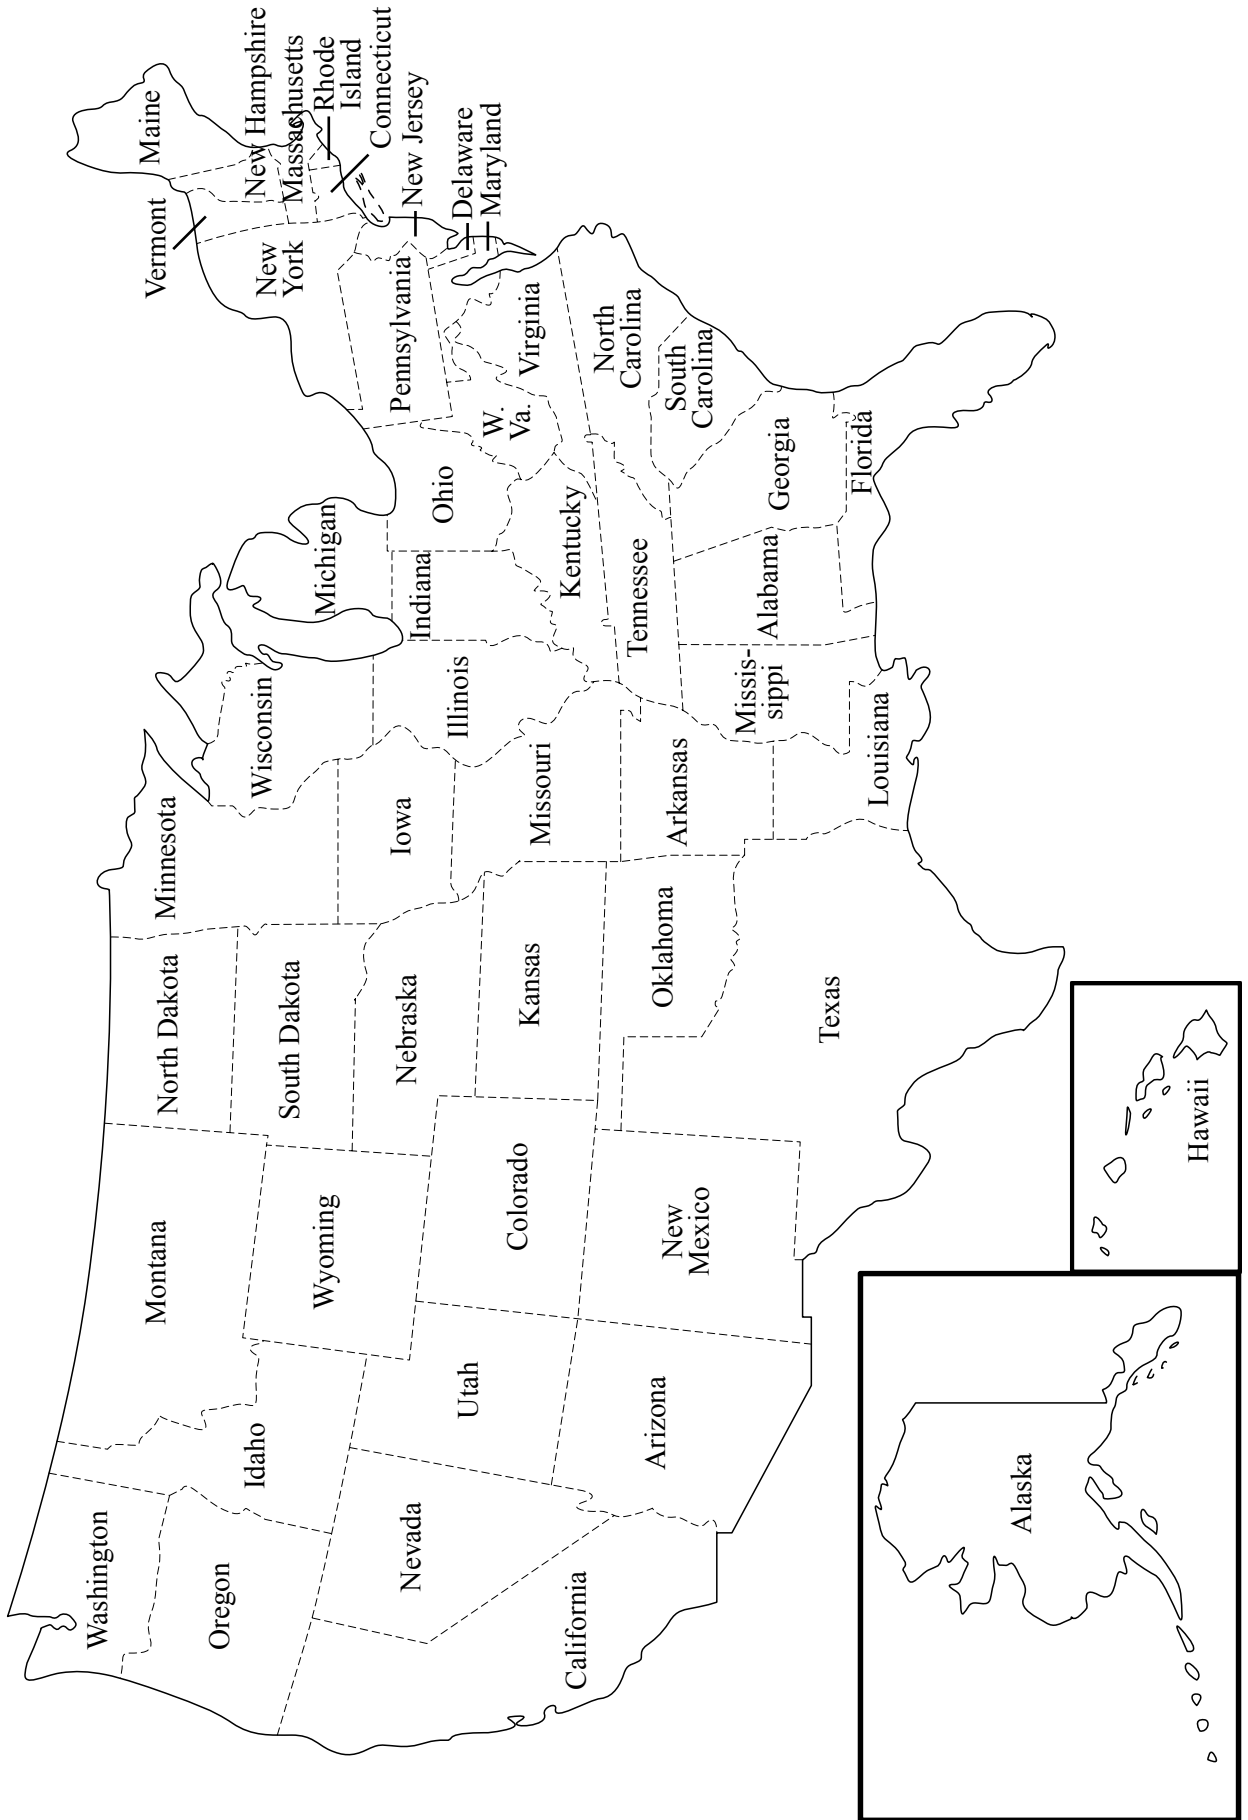 Washington
Oregon
California
Nevada
Idaho
Montana
Wyoming
Utah
Arizona
Colorado
New
Mexico
North Dakota
South Dakota
Nebraska
Kansas
Oklahoma
Texas
Minnesota
Iowa
Missouri
Arkansas
Louisiana
Wisconsin
Illinois
Michigan
Indiana
Ohio
Kentucky
Tennessee
Missis-
sippi
Alabama
Georgia
Florida
South
Carolina
North
Carolina
Virginia
W.
Va.
Pennsylvania
New
York
Vermont
Maine
New Hampshire
Massachusetts
Rhode
Island
Connecticut
New Jersey
Delaware
Maryland
Alaska
Hawaii